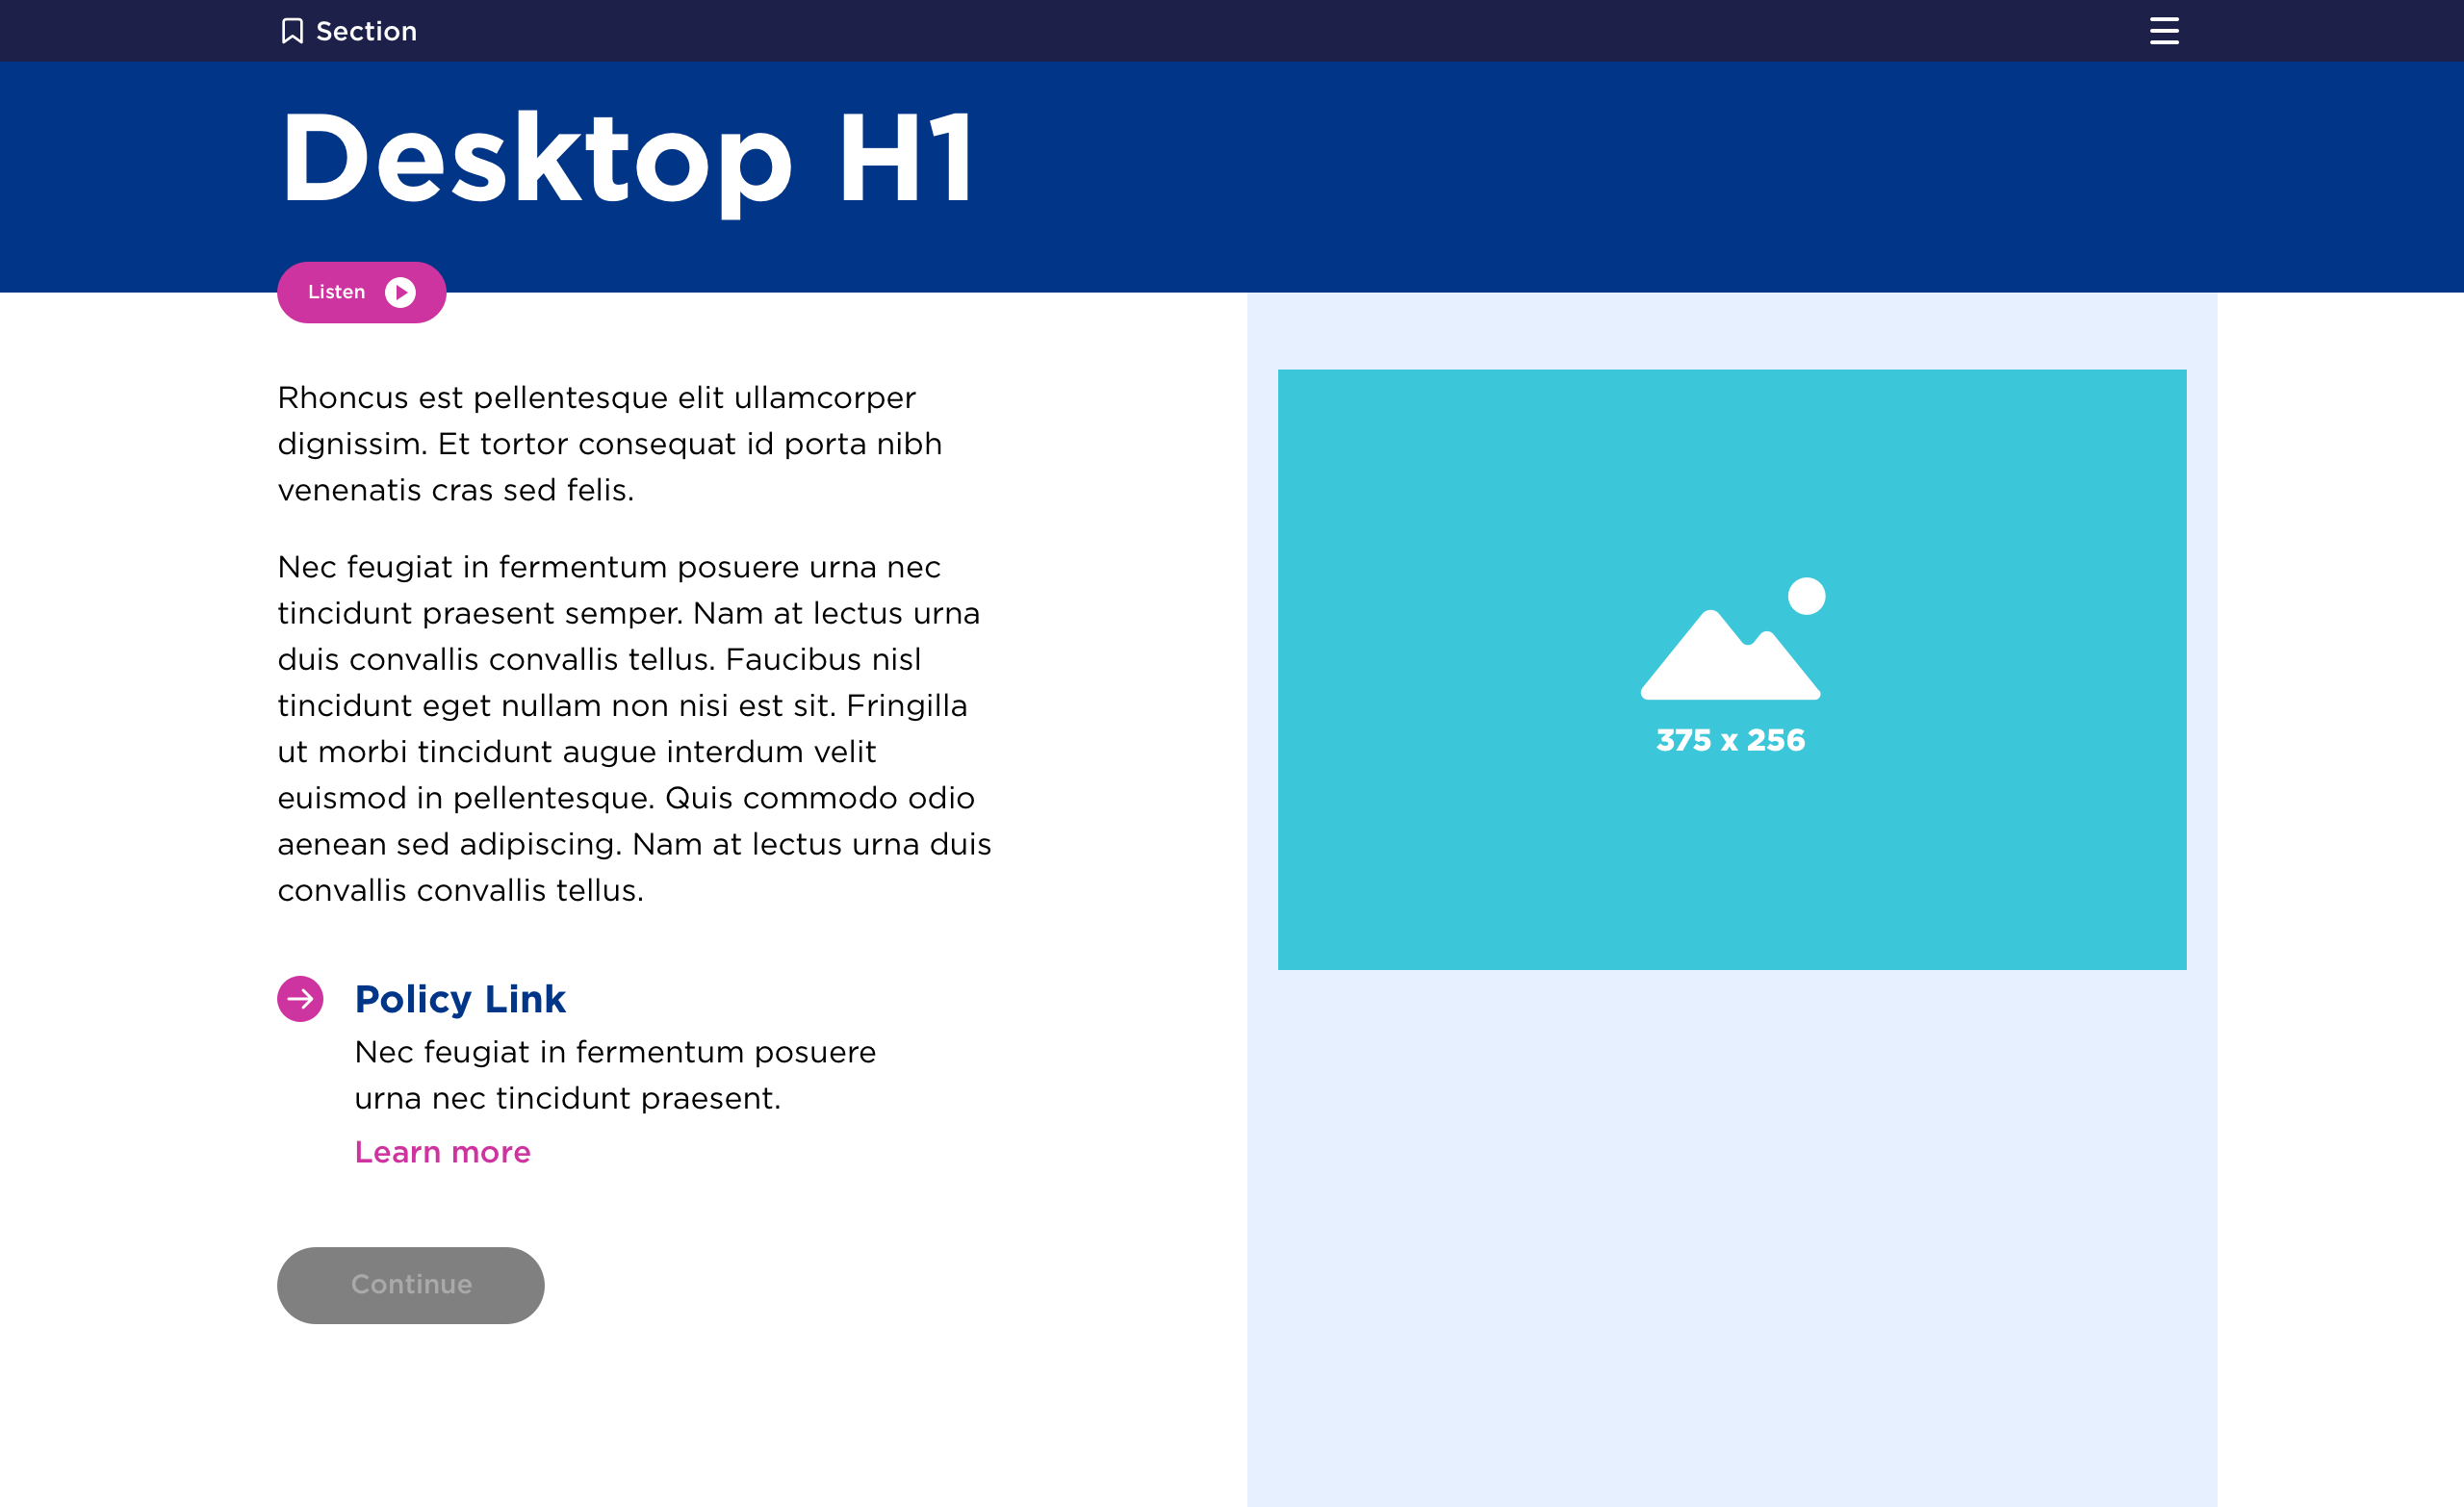 Section
Desktop H1
Listen
Rhoncus est pellentesque elit ullamcorper
dignissim. Et tortor consequat id porta nibh
venenatis cras sed felis.
Nec feugiat in fermentum posuere urna nec
tincidunt praesent semper. Nam at lectus urna
duis convallis convallis tellus. Faucibus nisl
tincidunt eget nullam non nisi est sit. Fringilla
ut morbi tincidunt augue interdum velit
euismod in pellentesque. Quis commodo odio
aenean sed adipiscing. Nam at lectus urna duis
convallis convallis tellus.
Policy Link
Nec feugiat in fermentum posuere
urna nec tincidunt praesent.
Learn more
Continue
375 x 256